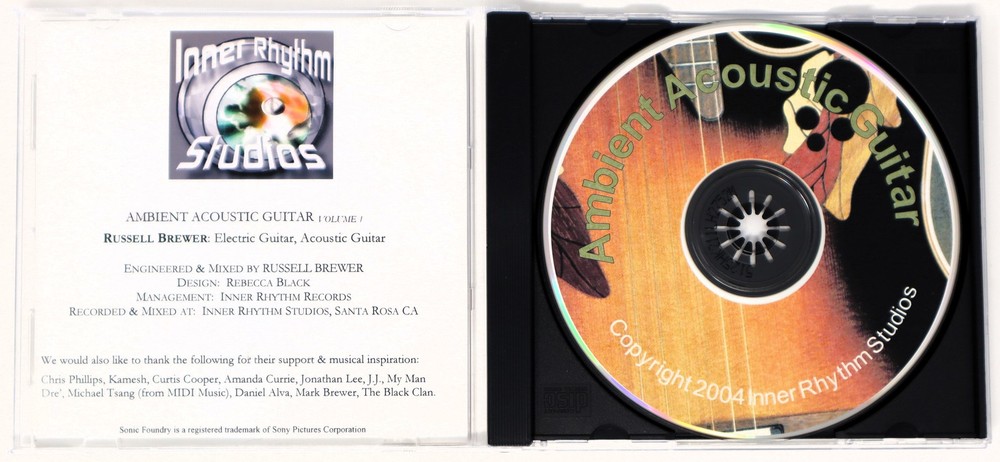 Inner Rhythm
Studios
AMBIENT ACOUSTIC GUITAR VOLUME 1
RUSSELL BREWER: Electric Guitar, Acoustic Guitar
ENGINEERED & MIXED BY RUSSELL BREWER
DESIGN: REBECCA BLACK
MANAGEMENT: INNER RHYTHM RECORDS
RECORDED & MIXED AT: INNER RHYTHM STUDIOS, SANTA ROSA CA
We would also like to thank the following for their support & musical inspiration:
Chris Phillips, Kamesh, Curtis Cooper, Amanda Currie, Jonathan Lee, J.J., My Man
Dre', Michael Tsang (from MIDI Music), Daniel Alva, Mark Brewer, The Black Clan.
Sonic Foundry is a registered trademark of Sony Pictures Corporation
Ambient Acoustic Guitar
Copyright 2004 Inner Rhythm Studios